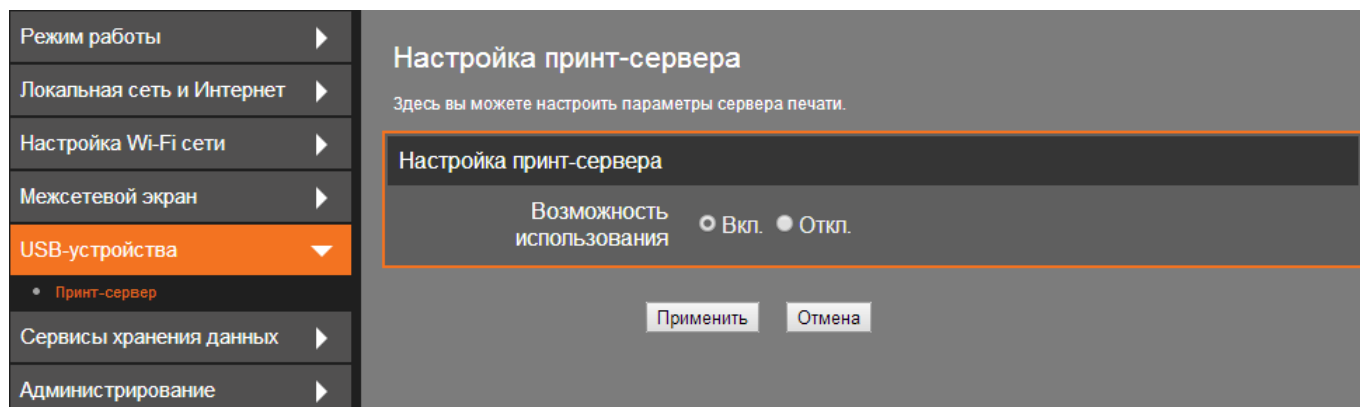 Режим работы
Локальная сеть и Интернет
Настройка Wi-Fi сети
Межсетевой экран
USB-устройства
Принт-сервер
Сервисы хранения данных
Администрирование
Настройка принт-сервера
Здесь вы можете настроить параметры сервера печати.
Настройка принт-сервера
Возможность
использования
Вкл. Откл.
Применить Отмена